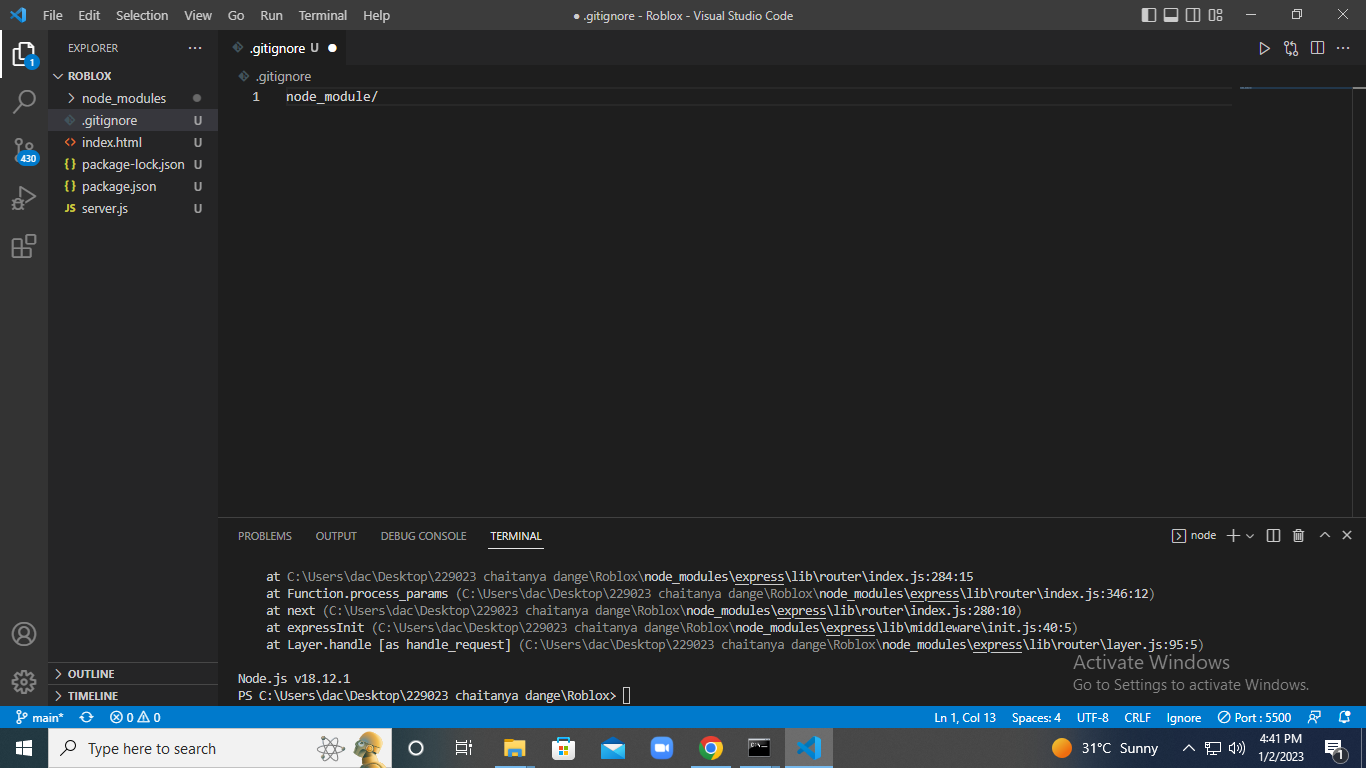 File Edit Selection View Go Run Terminal Help
● .gitignore - Roblox - Visual Studio Code
EXPLORER
ROBLOX
node_modules
.gitignore U
index.html U
package-lock.json U
package.json U
server.js U
1
430
.gitignore U
.gitignore
1 node_module/
PROBLEMS OUTPUT DEBUG CONSOLE TERMINAL
node
at C:\Users\dac\Desktop\229023 chaitanya dange\Roblox\node_modules\express\lib\router\index.js:284:15
at Function.process_params (C:\Users\dac\Desktop\229023 chaitanya dange\Roblox\node_modules\express\lib\router\index.js:346:12)
at next (C:\Users\dac\Desktop\229023 chaitanya dange\Roblox\node_modules\express\lib\router\index.js:280:10)
at expressInit (C:\Users\dac\Desktop\229023 chaitanya dange\Roblox\node_modules\express\lib\middleware\init.js:40:5)
at Layer.handle [as handle_request] (C:\Users\dac\Desktop\229023 chaitanya dange\Roblox\node_modules\express\lib\router\layer.js:95:5)
Node.js v18.12.1
PS C:\Users\dac\Desktop\229023 chaitanya dange\Roblox>
Activate Windows
Go to Settings to activate Windows.
OUTLINE
TIMELINE
main* 0 0
Ln 1, Col 13 Spaces: 4 UTF-8 CRLF Ignore Port : 5500
Type here to search
31°C Sunny
4:41 PM
1/2/2023
1